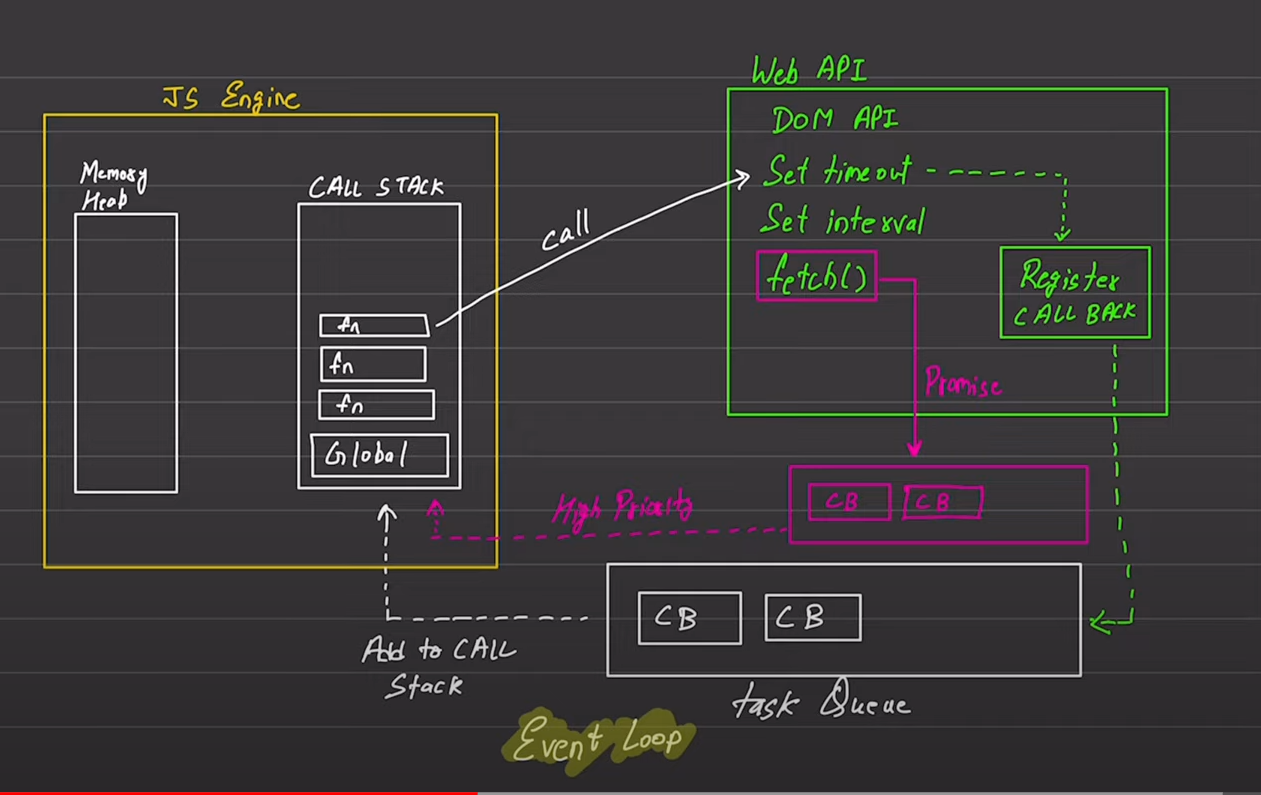 JS Engine
Memory
Heap
CALL STACK
fn
fn
fn
Global
call
Web API
DOM API
Set timeout
Set interval
fetch()
Register
CALL BACK
Promise
CB CB
High Priority
CB CB
Add to CALL
Stack
task Queue
Event Loop